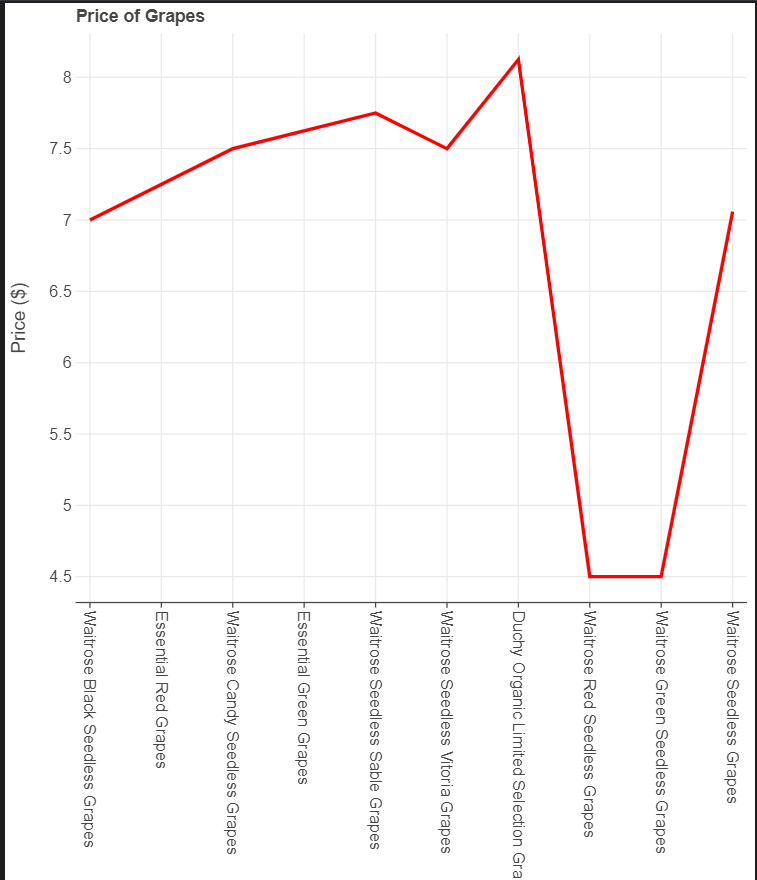 Price of Grapes
Price ($)
8
7.5
7
6.5
6
5.5
5
4.5
Waitrose Black Seedless Grapes
Essential Red Grapes
Waitrose Candy Seedless Grapes
Essential Green Grapes
Waitrose Seedless Sable Grapes
Waitrose Seedless Vitoria Grapes
Duchy Organic Limited Selection Gra
Waitrose Red Seedless Grapes
Waitrose Green Seedless Grapes
Waitrose Seedless Grapes